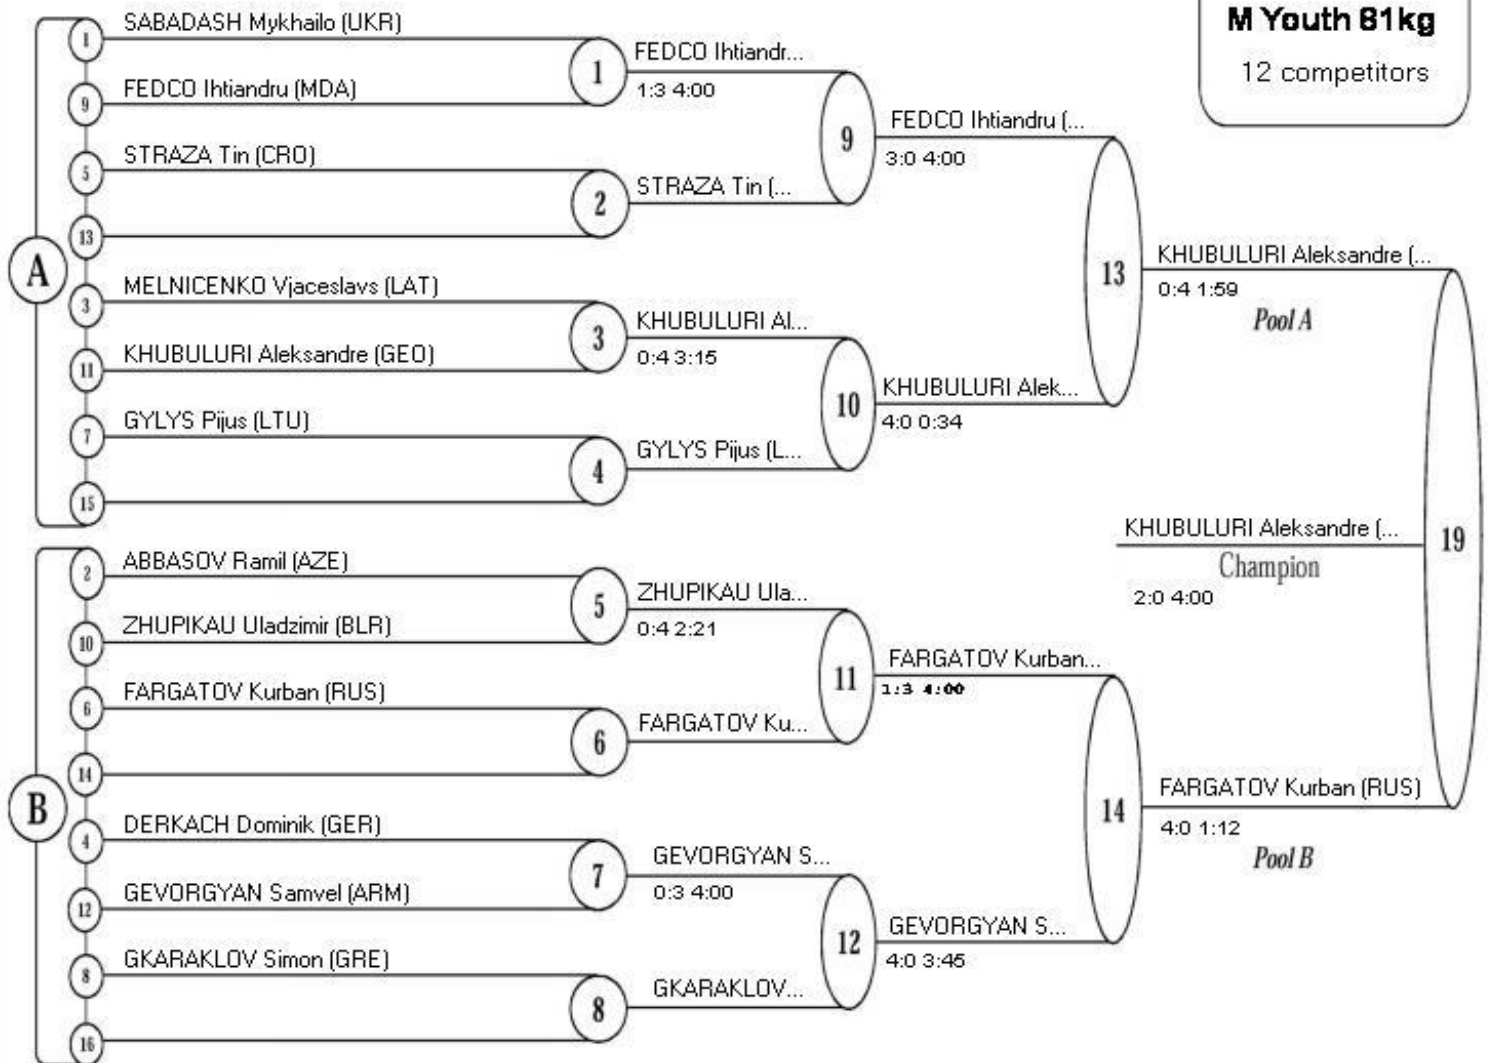 M Youth 81kg
12 competitors
A
1
SABADASH Mykhailo (UKR)
9
FEDCO Ihtiandru (MDA)
5
STRAZA Tin (CRO)
13
3
MELNICENKO Vjaceslavs (LAT)
11
KHUBULURI Aleksandre (GEO)
7
GYLYS Pijus (LTU)
15
B
2
ABBASOV Ramil (AZE)
10
ZHUPIKAU Uladzimir (BLR)
6
FARGATOV Kurban (RUS)
14
4
DERKACH Dominik (GER)
12
GEVORGYAN Samvel (ARM)
8
GKARAKLOV Simon (GRE)
16
1
FEDCO Ihtiandr...
1:3 4:00
2
STRAZA Tin (...
3
KHUBULURI Al...
0:4 3:15
4
GYLYS Pijus (L...
5
ZHUPIKAU Ula...
0:4 2:21
6
FARGATOV Ku...
7
GEVORGYAN S...
0:3 4:00
8
GKARAKLOV...
9
FEDCO Ihtiandru (...
3:0 4:00
10
KHUBULURI Alek...
4:0 0:34
11
FARGATOV Kurban...
1:3 4:00
12
GEVORGYAN S...
4:0 3:45
13
KHUBULURI Aleksandre (...
0:4 1:59
Pool A
14
FARGATOV Kurban (RUS)
4:0 1:12
Pool B
19
KHUBULURI Aleksandre (...
Champion
2:0 4:00